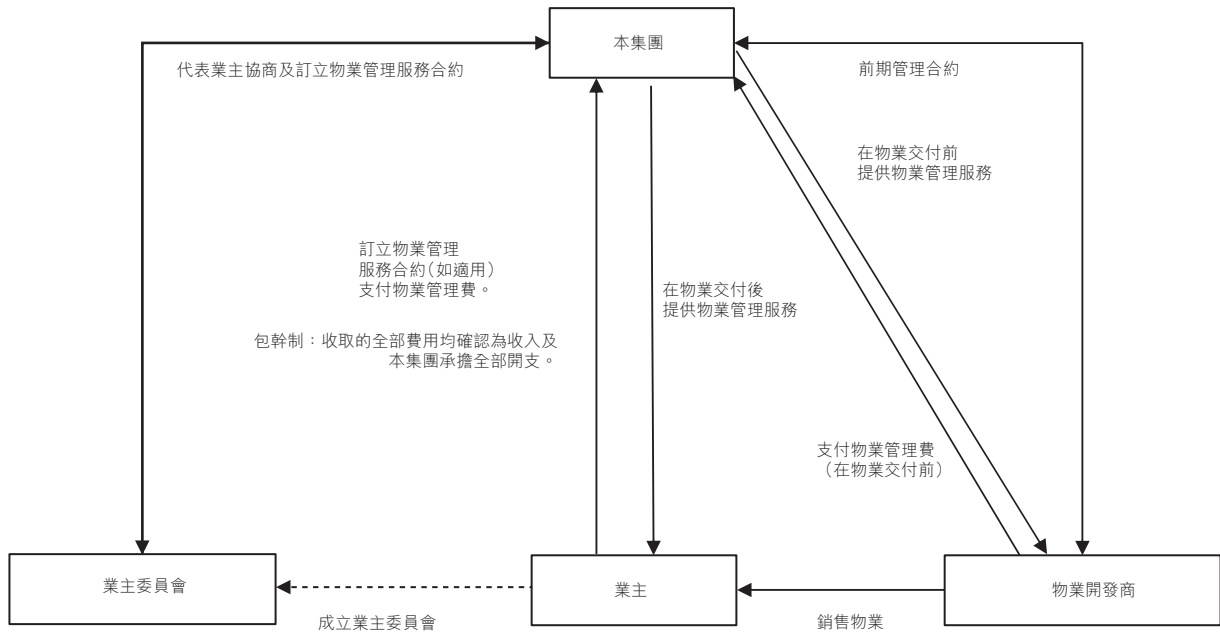 本集團
代表業主協商及訂立物業管理服務合約
前期管理合約
在物業交付前
提供物業管理服務
訂立物業管理
服務合約（如適用）
支付物業管理費。
在物業交付後
提供物業管理服務
包幹制：收取的全部費用均確認為收入及
本集團承擔全部開支。
支付物業管理費
（在物業交付前）
業主委員會
業主
物業開發商
成立業主委員會
銷售物業